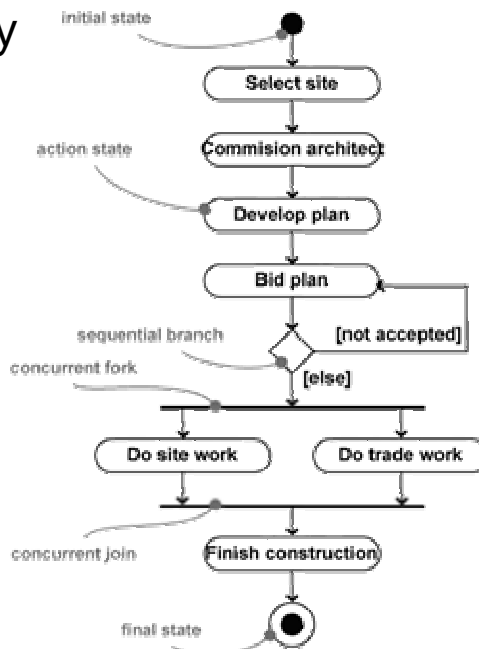 y
initial state
Select site
Commision architect
action state
Develop plan
Bid plan
sequential branch
[not accepted]
concurrent fork
[else]
Do site work
Do trade work
concurrent join
Finish construction
final state